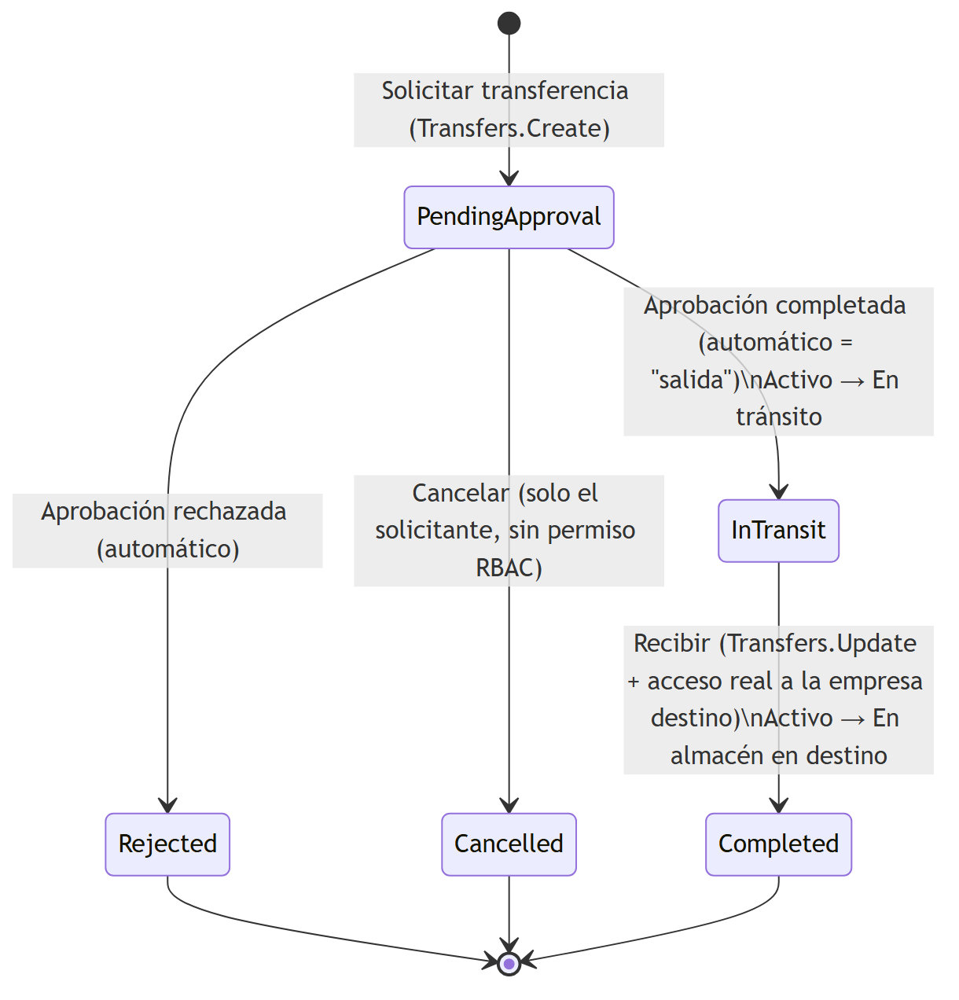 Solicitar transferencia
(Transfers.Create)
PendingApproval
Aprobación completada
(automático =
"salida")\nActivo → En
tránsito
Aprobación rechazada
(automático)
Cancelar (solo el
solicitante, sin permiso
RBAC)
InTransit
Recibir (Transfers.Update
+ acceso real a la empresa
destino)\nActivo → En
almacén en destino
Rejected
Cancelled
Completed